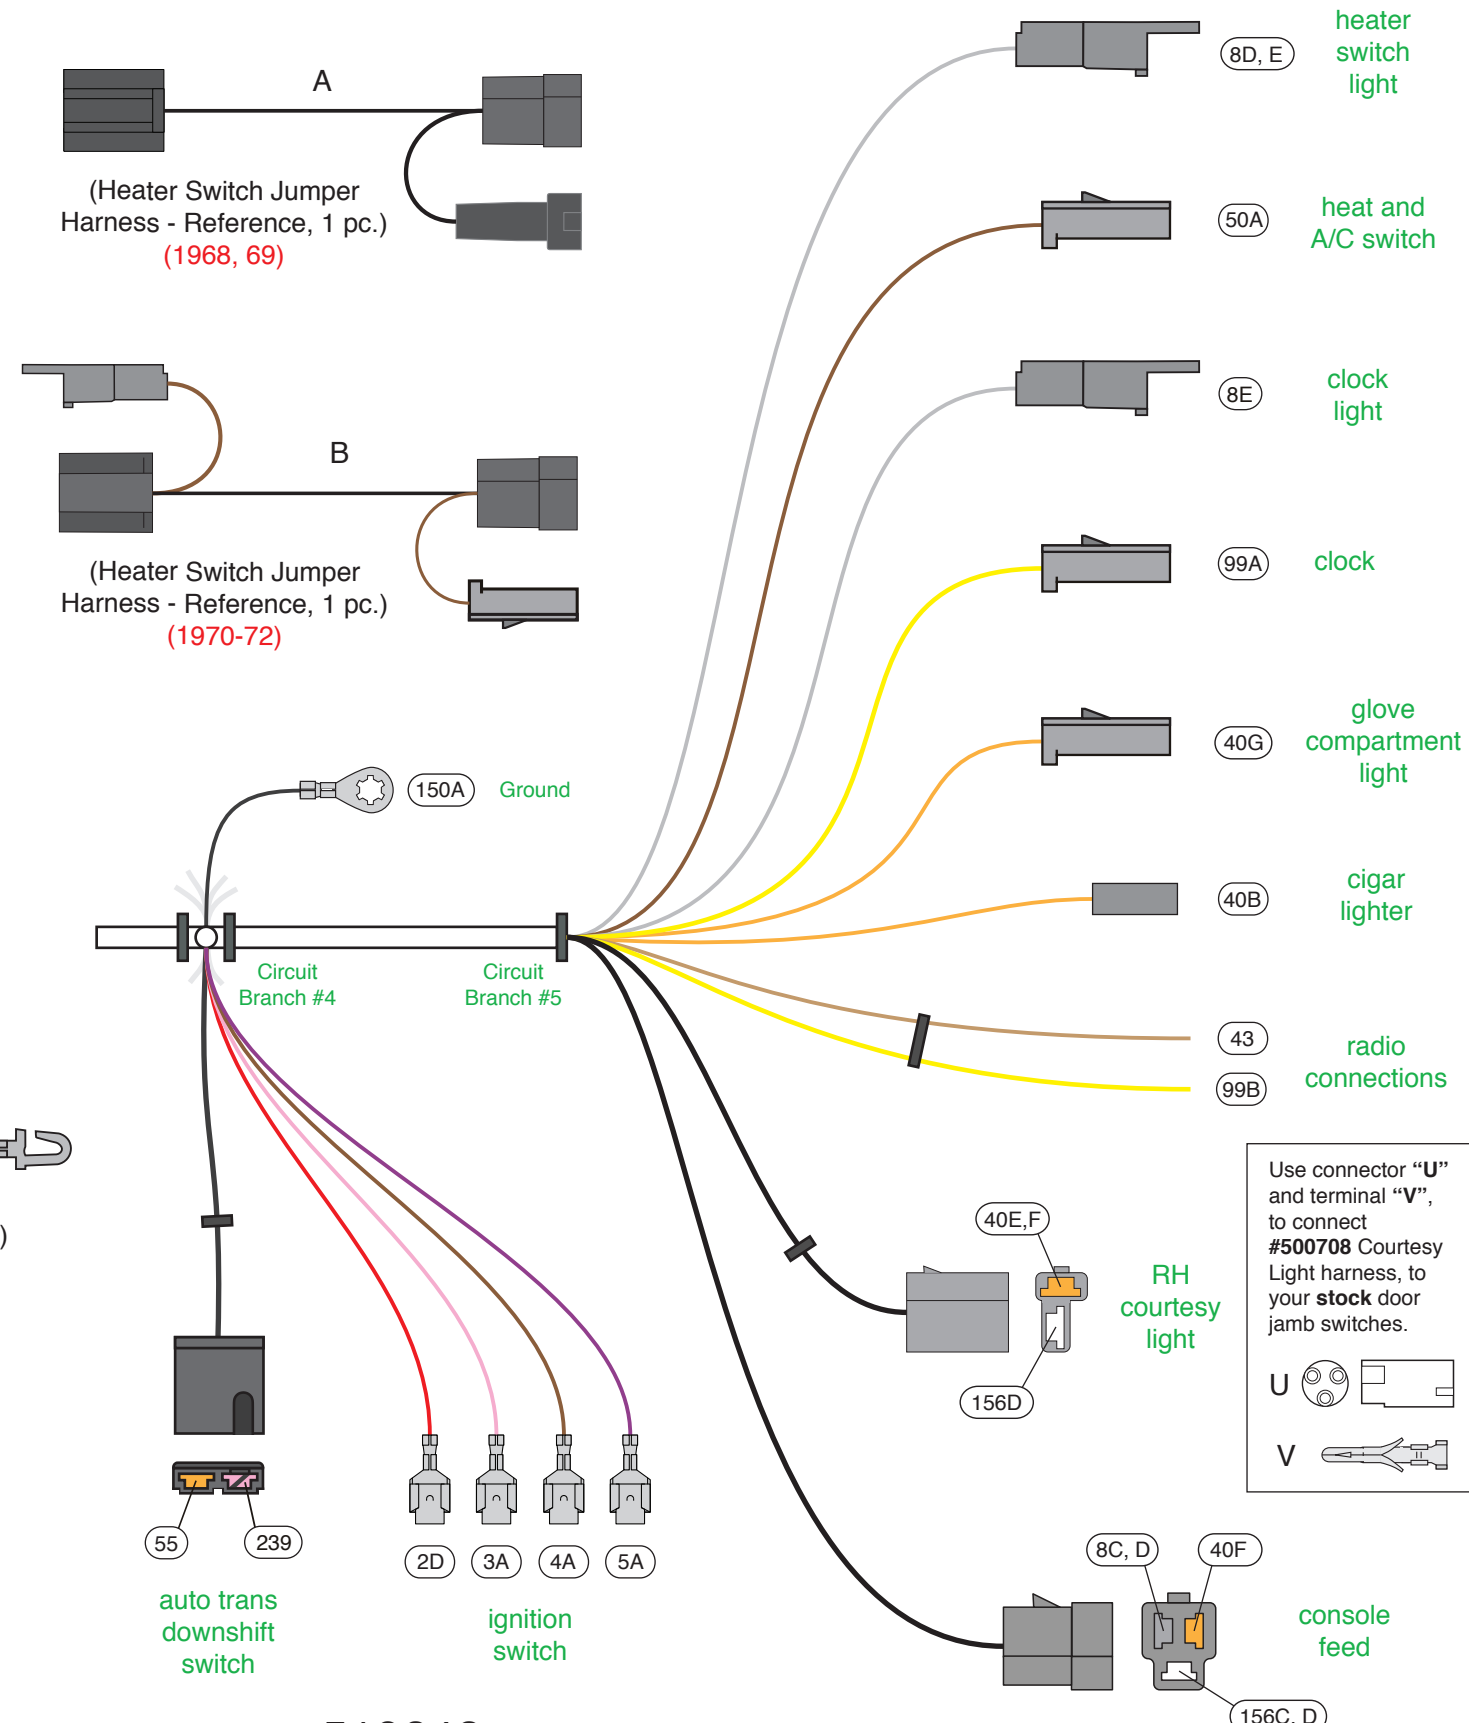 A
(Heater Switch Jumper
Harness - Reference, 1 pc.)
(1968, 69)
B
(Heater Switch Jumper
Harness - Reference, 1 pc.)
(1970-72)
8D, E
heater
switch
light
50A
heat and
A/C switch
8E
clock
light
99A
clock
40G
glove
compartment
light
150A
Ground
40B
cigar
lighter
Circuit
Branch #4
Circuit
Branch #5
43
99B
radio
connections
)
40E,F
156D
RH
courtesy
light
Use connector “U”
and terminal “V”,
to connect
#500708 Courtesy
Light harness, to
your stock door
jamb switches.
U
V
55
239
auto trans
downshift
switch
2D
3A
4A
5A
ignition
switch
8C, D
40F
156C, D
console
feed